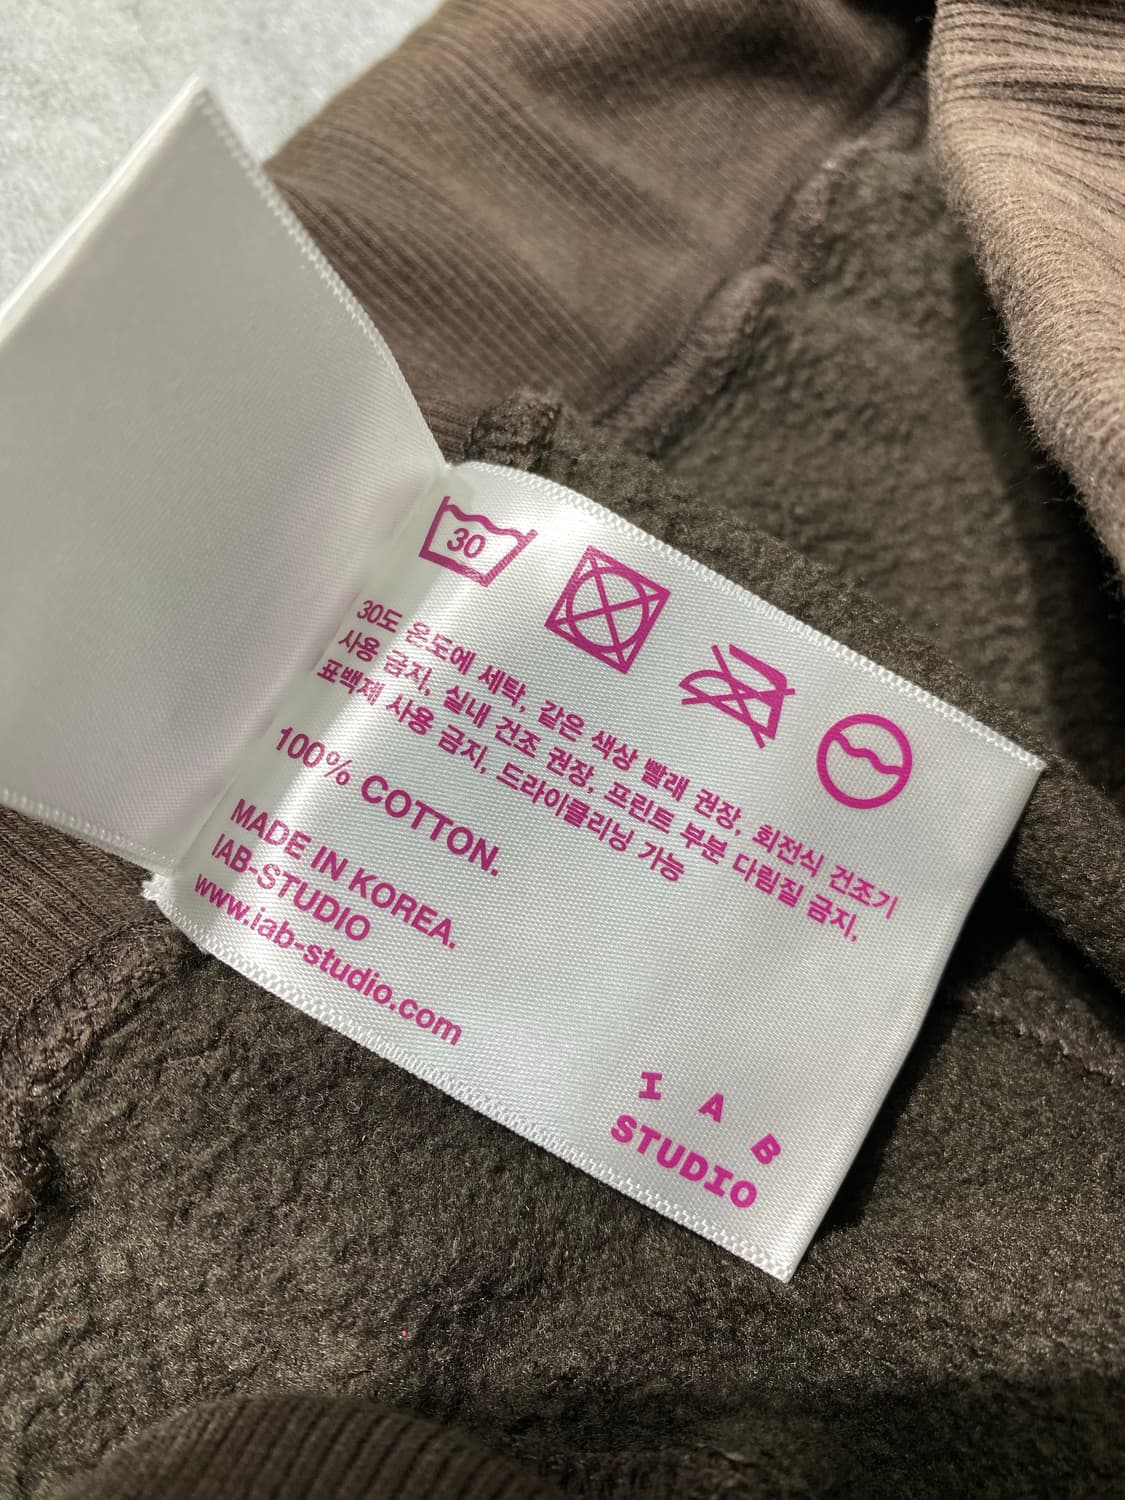 30
30도 온도에 세탁, 같은 색상 빨래 권장, 회전식 건조기
사용 금지, 실내 건조 권장, 프린트 부분 다림질 금지,
표백제 사용 금지, 드라이클리닝 가능
100% COTTON.
MADE IN KOREA.
IAB-STUDIO
www.iab-studio.com
I A B
STUDIO